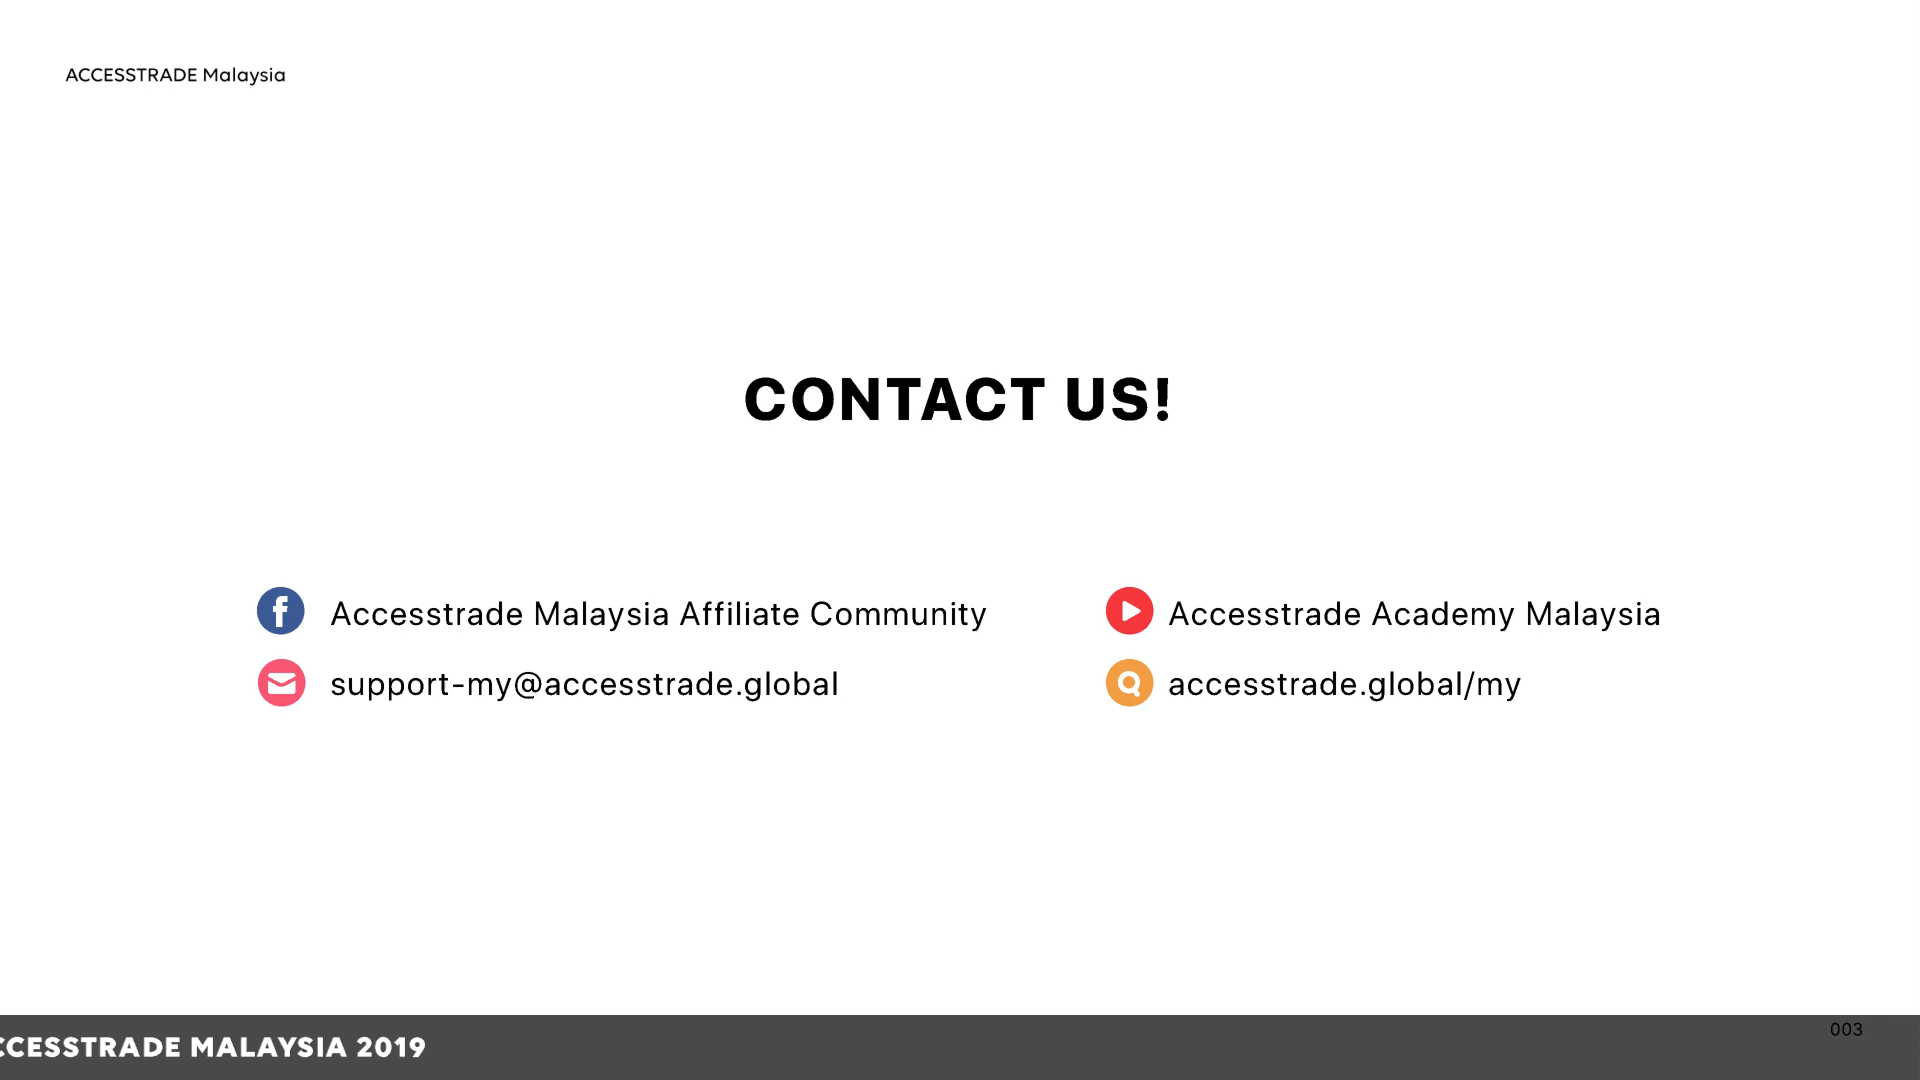 ACCESSTRADE Malaysia
CONTACT US!
Accesstrade Malaysia Affiliate Community
support-my@accesstrade.global
Accesstrade Academy Malaysia
accesstrade.global/my
CCESSTRADE MALAYSIA 2019
003